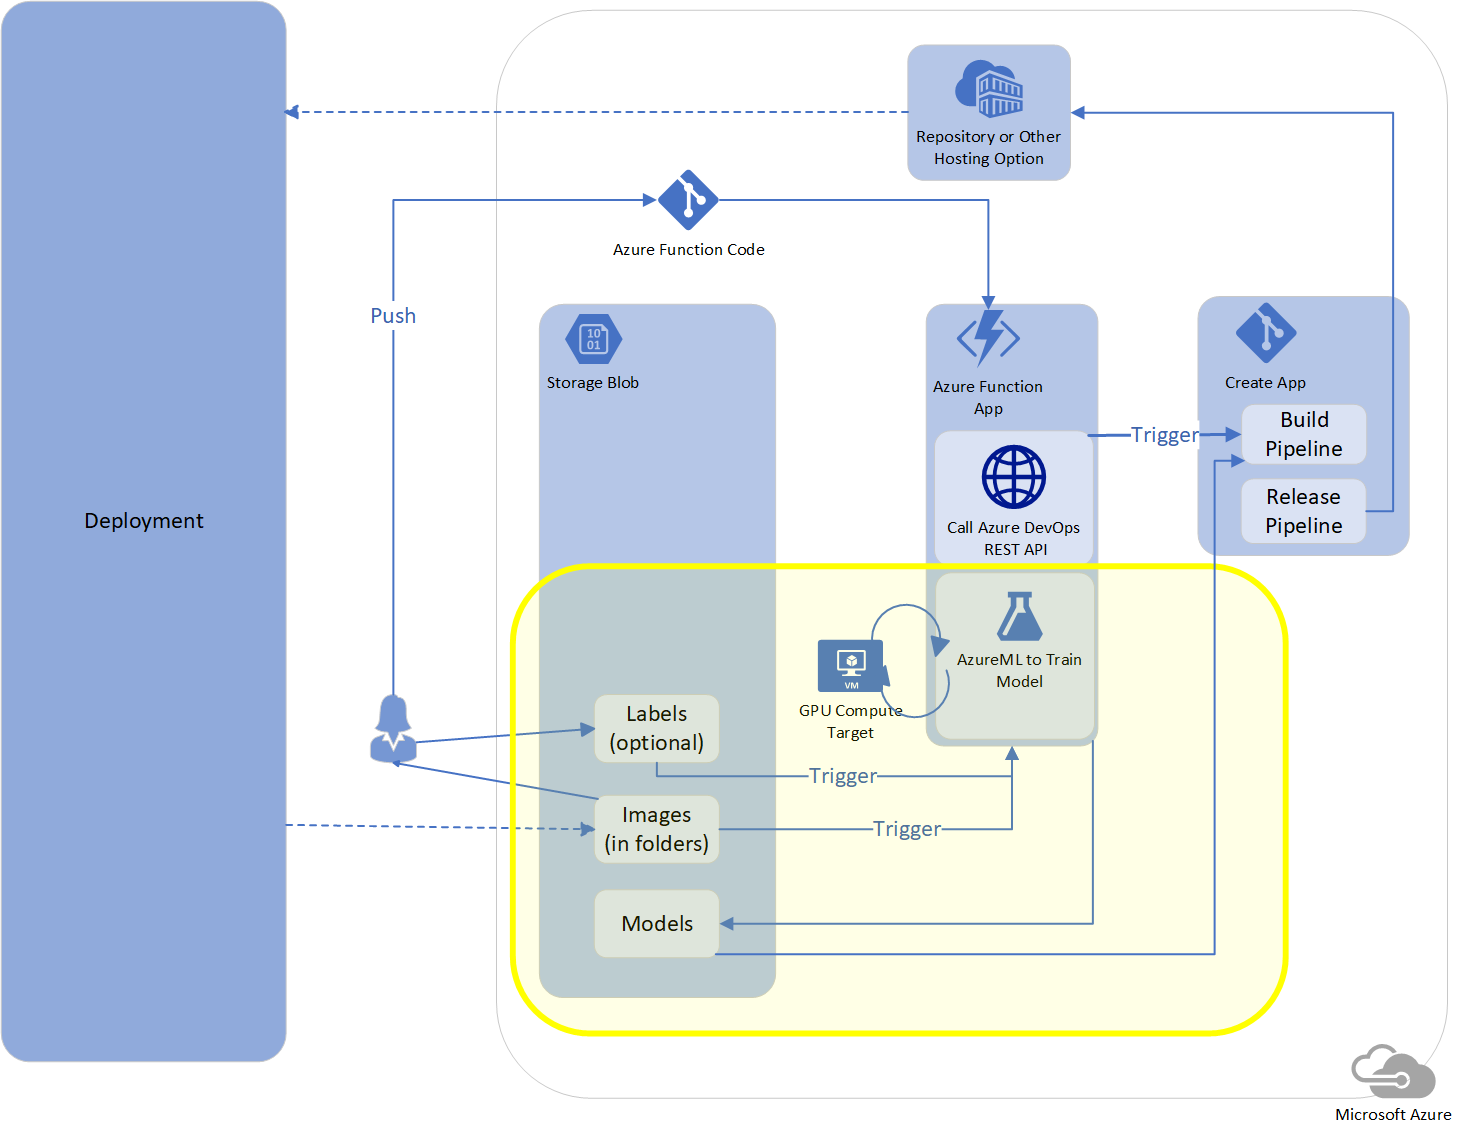 Repository or Other
Hosting Option
Azure Function Code
Push
10
01
Storage Blob
Azure Function
App
Create App
Build
Pipeline
Trigger
Release
Pipeline
Deployment
Call Azure DevOps
REST API
AzureML to Train
Model
VM
GPU Compute
Target
Labels
(optional)
Trigger
Images
(in folders)
Trigger
Models
Microsoft Azure